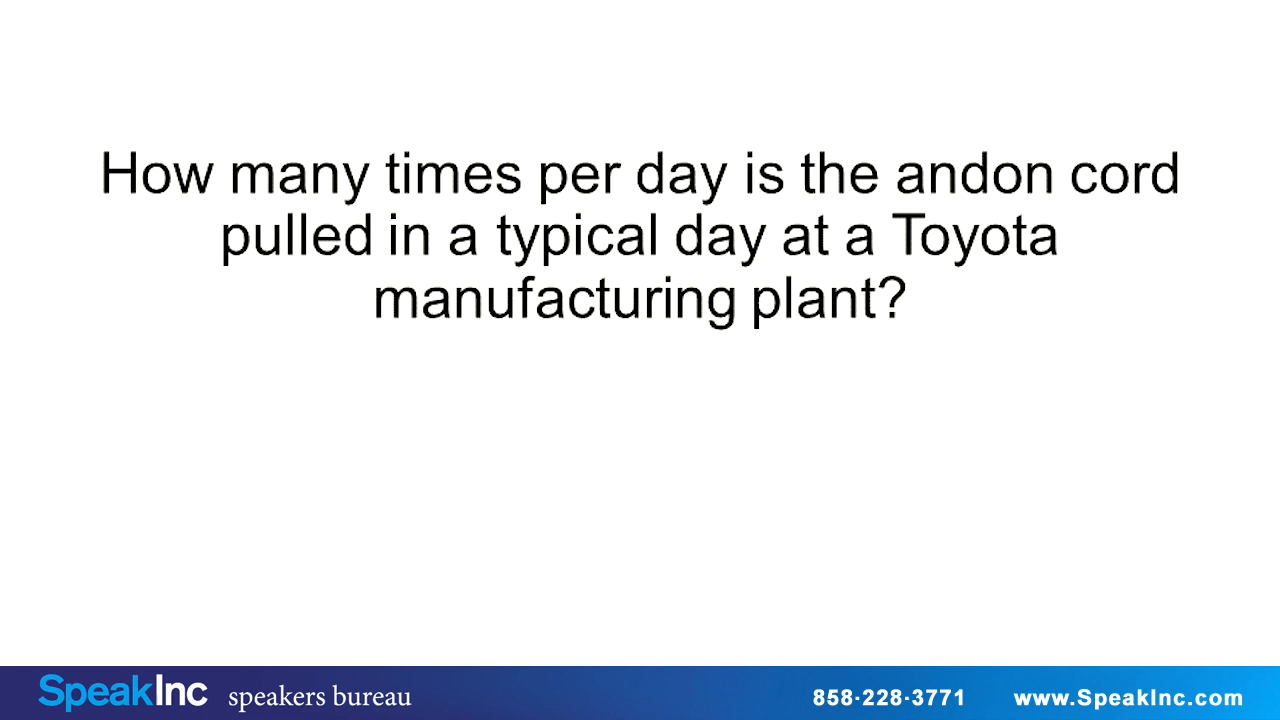 How many times per day is the andon cord
pulled in a typical day at a Toyota
manufacturing plant?
SpeakInc speakers bureau 858·228·3771 www.SpeakInc.com